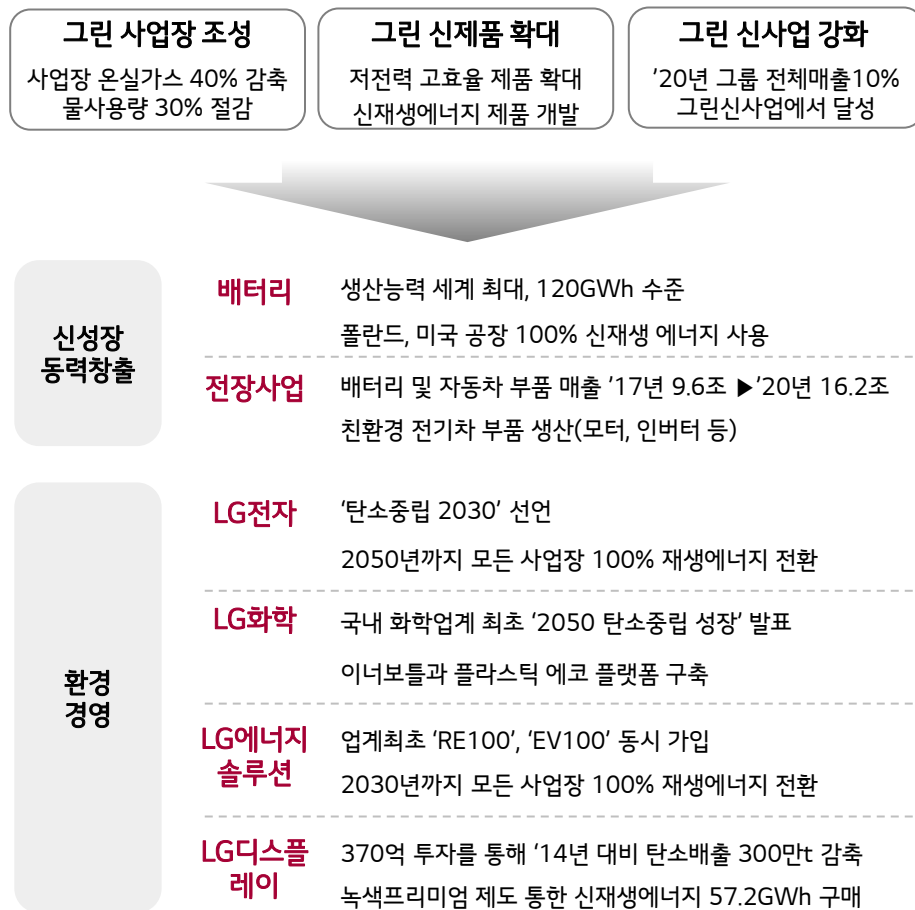 그린 사업장 조성
사업장 온실가스 40% 감축
물사용량 30% 절감
그린 신제품 확대
저전력 고효율 제품 확대
신재생에너지 제품 개발
그린 신사업 강화
’20년 그룹 전체매출10%
그린신사업에서 달성
신성장
동력창출
배터리
생산능력 세계 최대, 120GWh 수준
폴란드, 미국 공장 100% 신재생 에너지 사용
전장사업
배터리 및 자동차 부품 매출 ’17년 9.6조 ▶’20년 16.2조
친환경 전기차 부품 생산(모터, 인버터 등)
환경
경영
LG전자
‘탄소중립 2030’ 선언
2050년까지 모든 사업장 100% 재생에너지 전환
LG화학
국내 화학업계 최초 ‘2050 탄소중립 성장’ 발표
이너보틀과 플라스틱 에코 플랫폼 구축
LG에너지
솔루션
업계최초 ‘RE100’, ‘EV100’ 동시 가입
2030년까지 모든 사업장 100% 재생에너지 전환
LG디스플
레이
370억 투자를 통해 ‘14년 대비 탄소배출 300만t 감축
녹색프리미엄 제도 통한 신재생에너지 57.2GWh 구매